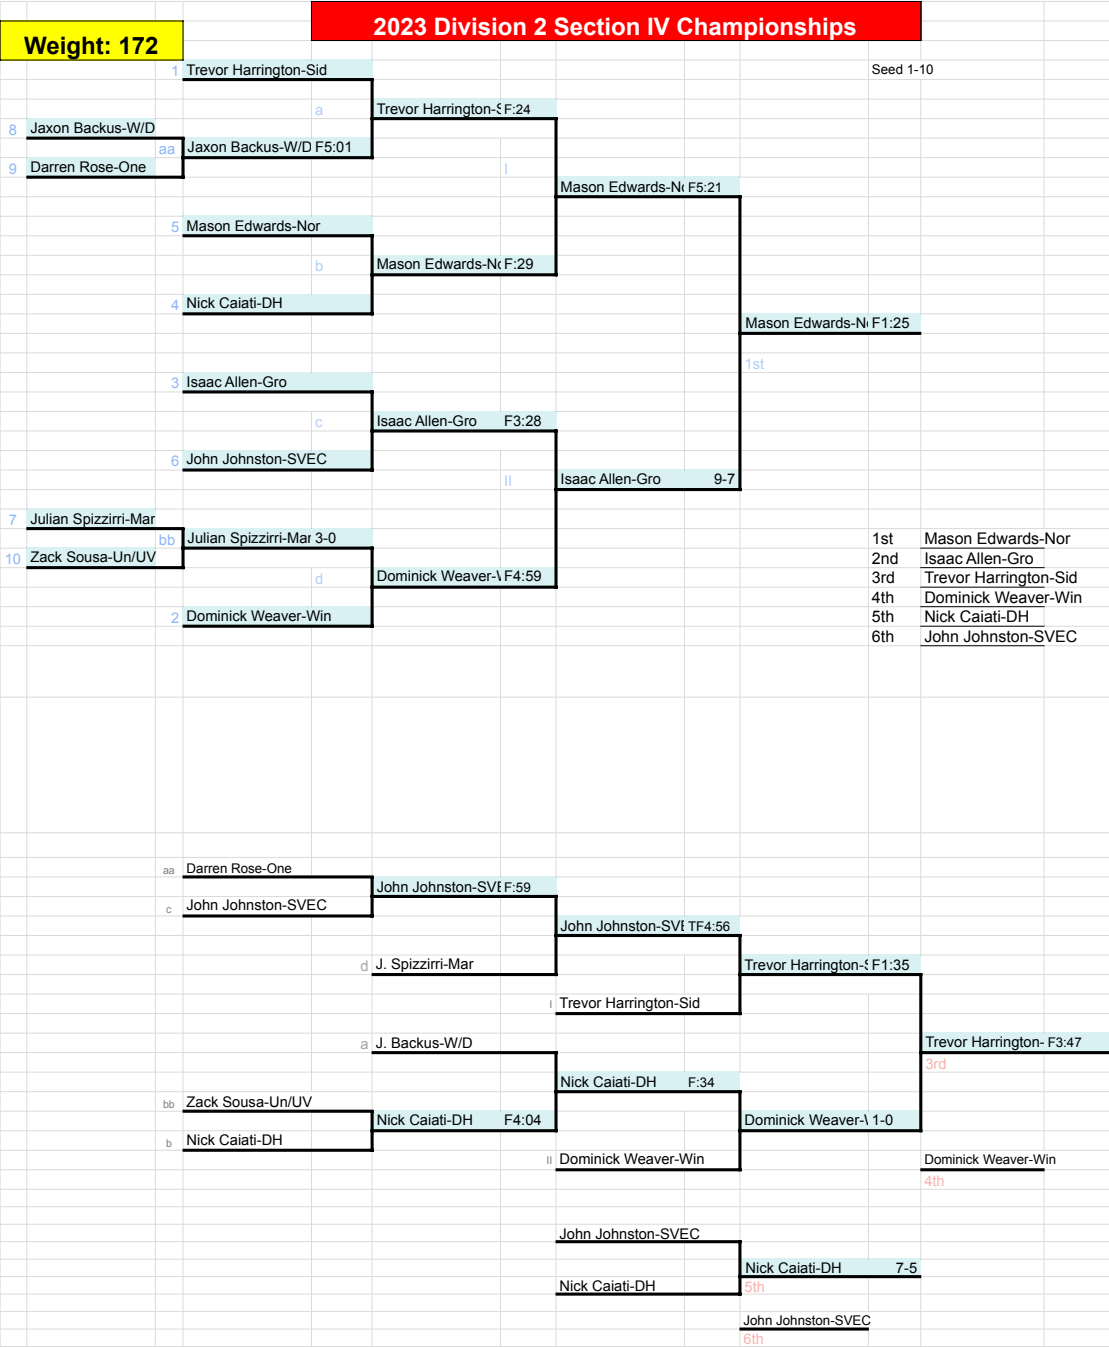 2023 Division 2 Section IV Championships
Weight: 172
1 Trevor Harrington-Sid
Seed 1-10
a Trevor Harrington-S F:24
8 Jaxon Backus-W/D
aa Jaxon Backus-W/D F5:01
9 Darren Rose-One
I
Mason Edwards-No F5:21
5 Mason Edwards-Nor
b Mason Edwards-No F:29
4 Nick Caiati-DH
Mason Edwards-N F1:25
1st
3 Isaac Allen-Gro
c Isaac Allen-Gro F3:28
6 John Johnston-SVEC
II Isaac Allen-Gro 9-7
7 Julian Spizzirri-Mar
bb Julian Spizzirri-Mar 3-0
10 Zack Sousa-Un/UV
d Dominick Weaver-\ F4:59
2 Dominick Weaver-Win
1st Mason Edwards-Nor
2nd Isaac Allen-Gro
3rd Trevor Harrington-Sid
4th Dominick Weaver-Win
5th Nick Caiati-DH
6th John Johnston-SVEC
aa Darren Rose-One
John Johnston-SVE F:59
c John Johnston-SVEC
John Johnston-SVE TF4:56
d J. Spizzirri-Mar
Trevor Harrington-S F1:35
I Trevor Harrington-Sid
a J. Backus-W/D
Trevor Harrington- F3:47
3rd
Nick Caiati-DH F:34
bb Zack Sousa-Un/UV
Nick Caiati-DH F4:04
Dominick Weaver-\ 1-0
b Nick Caiati-DH
II Dominick Weaver-Win
Dominick Weaver-Win
4th
John Johnston-SVEC
Nick Caiati-DH 7-5
Nick Caiati-DH
5th
John Johnston-SVEC
6th